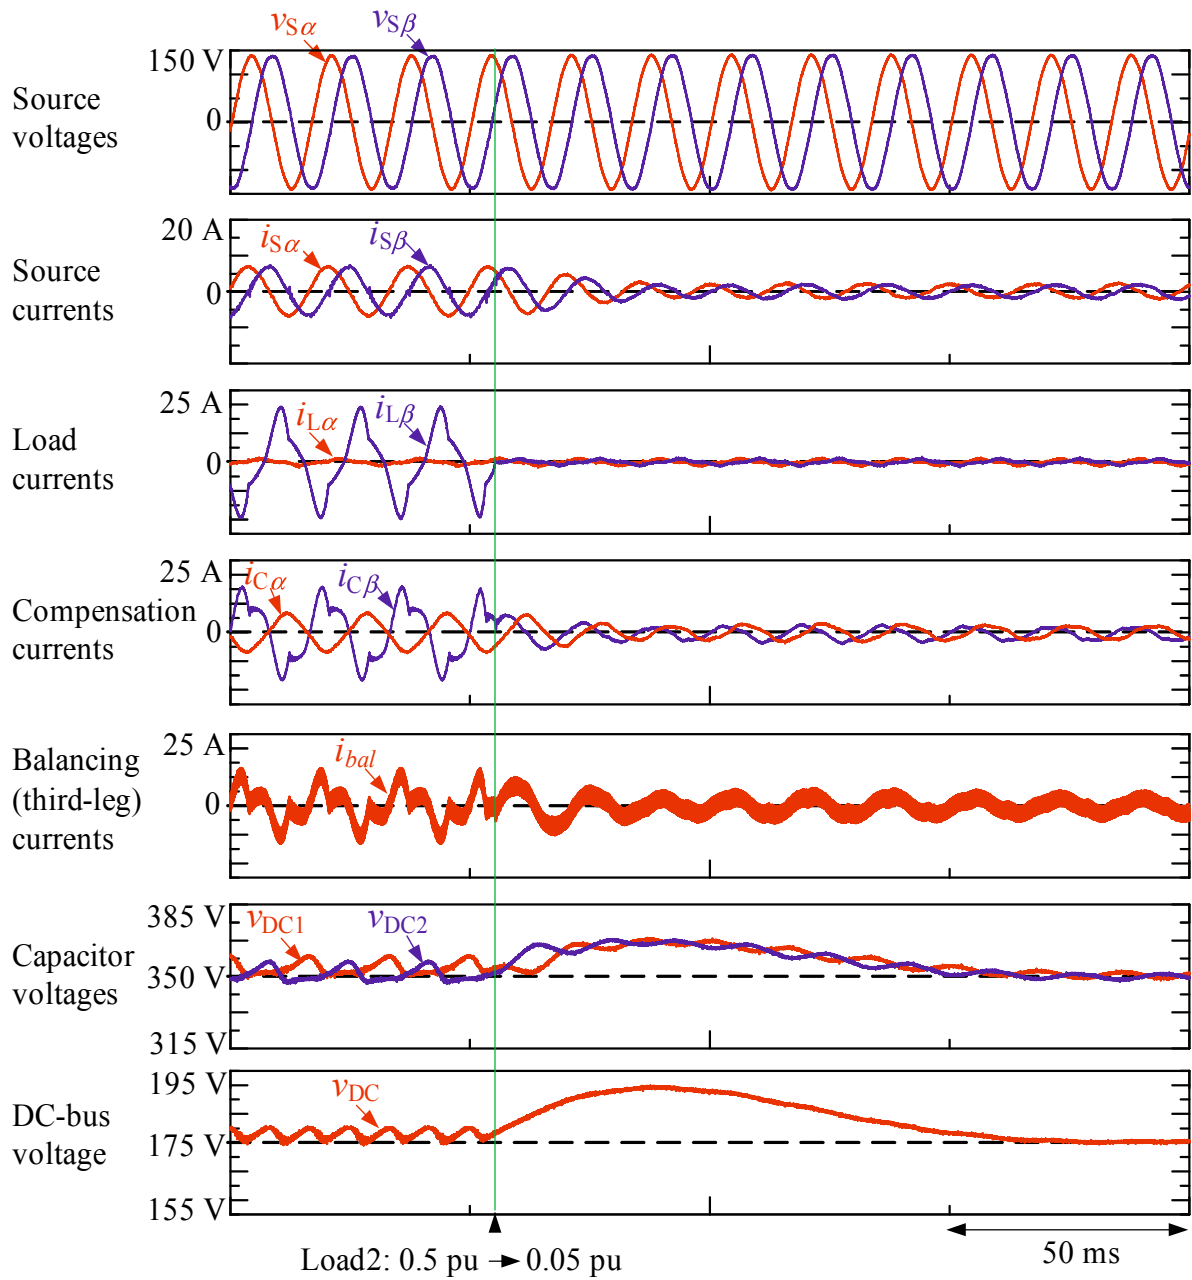 vSα vSβ
150 V
Source
voltages
0
20 A
iSα iSβ
Source
currents
0
25 A
iLα iLβ
Load
currents
0
25 A
iCα iCβ
Compensation
currents
0
25 A
ibal
Balancing
(third-leg)
currents
0
385 V
vDC1 vDC2
Capacitor
voltages
350 V
315 V
195 V
vDC
DC-bus
voltage
175 V
155 V
Load2: 0.5 pu → 0.05 pu
50 ms